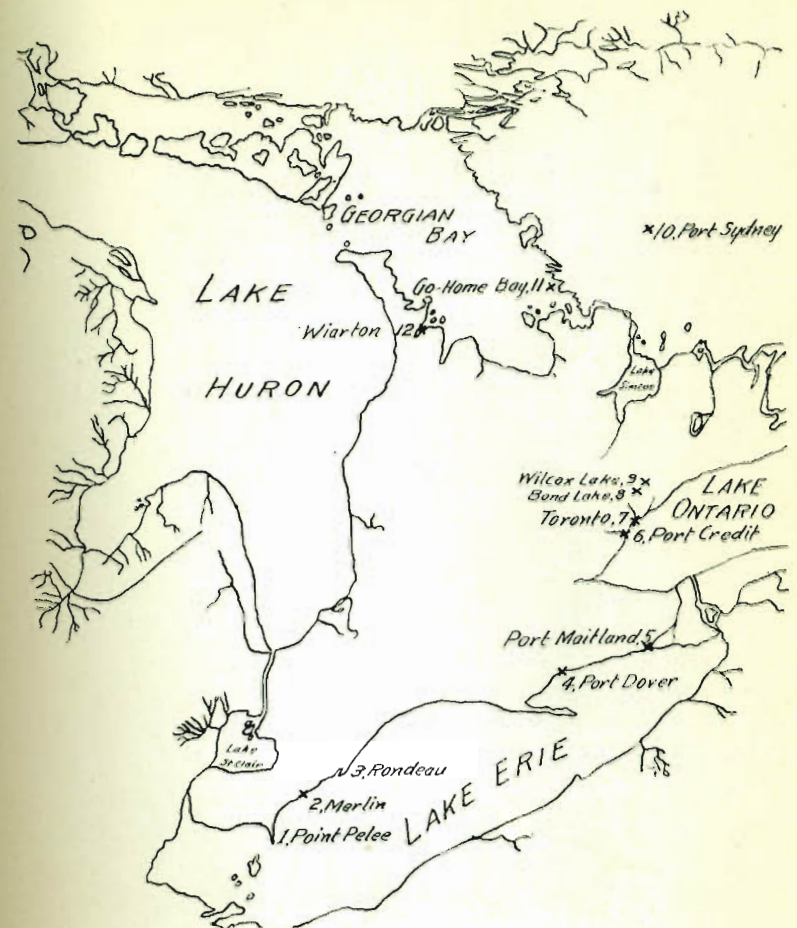 GEORGIAN
BAY
×10, Port Sydney
LAKE
Go-Home Bay, 11×
Wiarton 12×
HURON
Lake
Simcoe
Wilcox Lake, 9×
Bond Lake, 8×
LAKE
ONTARIO
Toronto, 7×
×6, Port Credit
Port Maitland, 5
×
4, Port Dover
Lake
St. Clair
3, Rondeau
LAKE ERIE
×
2, Merlin
1, Point Pelee